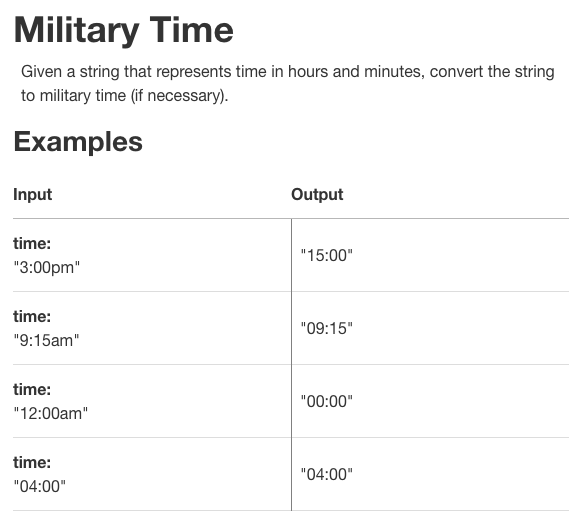 Military Time
Given a string that represents time in hours and minutes, convert the string
to military time (if necessary).
Examples
Input Output
time:
"3:00pm"
"15:00"
time:
"9:15am"
"09:15"
time:
"12:00am"
"00:00"
time:
"04:00"
"04:00"